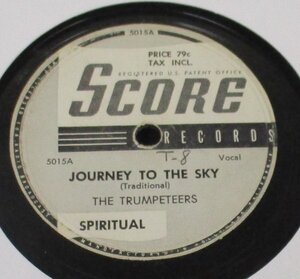 5015A
PRICE 79c
TAX INCL.
REGISTERED U.S. PATENT OFFICE
SCORE
RECORDS
5015A
T-8
Vocal
JOURNEY TO THE SKY
(Traditional)
THE TRUMPETEERS
SPIRITUAL